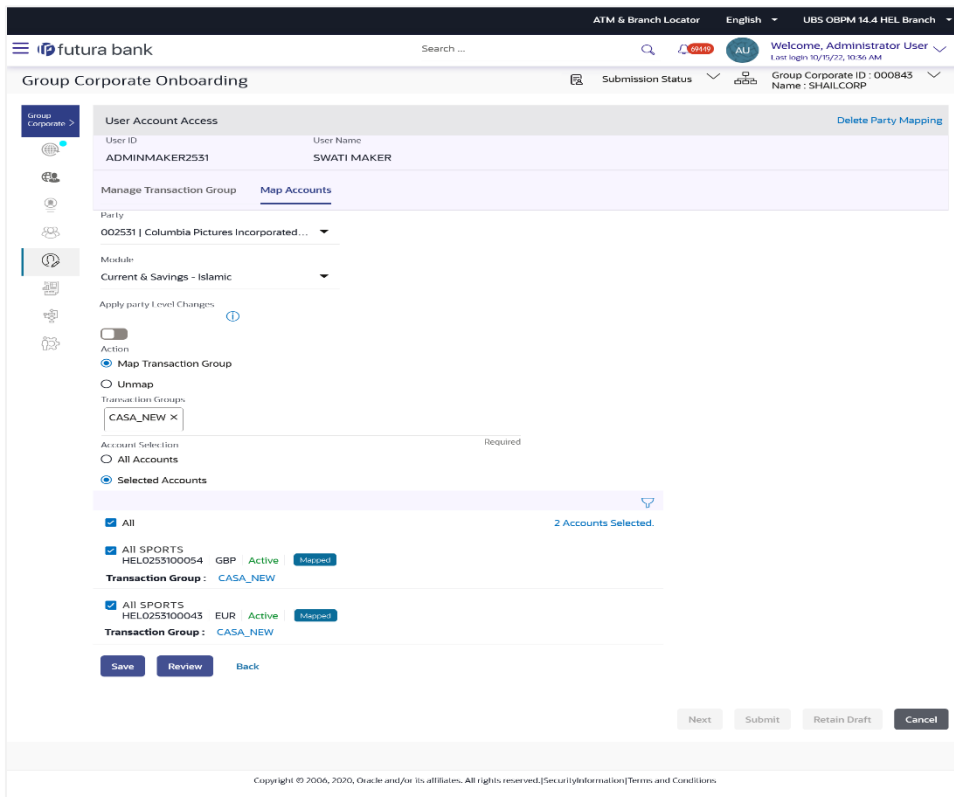 ATM & Branch Locator English UBS OBPM 14.4 HEL Branch
futura bank Search ... 69449 AU Welcome, Administrator User
Last login 10/15/22, 10:36 AM
Group Corporate Onboarding Submission Status Group Corporate ID : 000843
Name : SHAILCORP
Group
Corporate >
User Account Access Delete Party Mapping
User ID User Name
ADMINMAKER2531 SWATI MAKER
Manage Transaction Group Map Accounts
Party
002531 | Columbia Pictures Incorporated...
Module
Current & Savings - Islamic
Apply party Level Changes
Action
Map Transaction Group
Unmap
Transaction Groups
CASA_NEW ×
Required
Account Selection
All Accounts
Selected Accounts
All 2 Accounts Selected.
All SPORTS
HEL0253100054 GBP Active Mapped
Transaction Group : CASA_NEW
All SPORTS
HEL0253100043 EUR Active Mapped
Transaction Group : CASA_NEW
Save Review Back
Next Submit Retain Draft Cancel
Copyright © 2006, 2020, Oracle and/or its affiliates. All rights reserved.|SecurityInformation|Terms and Conditions